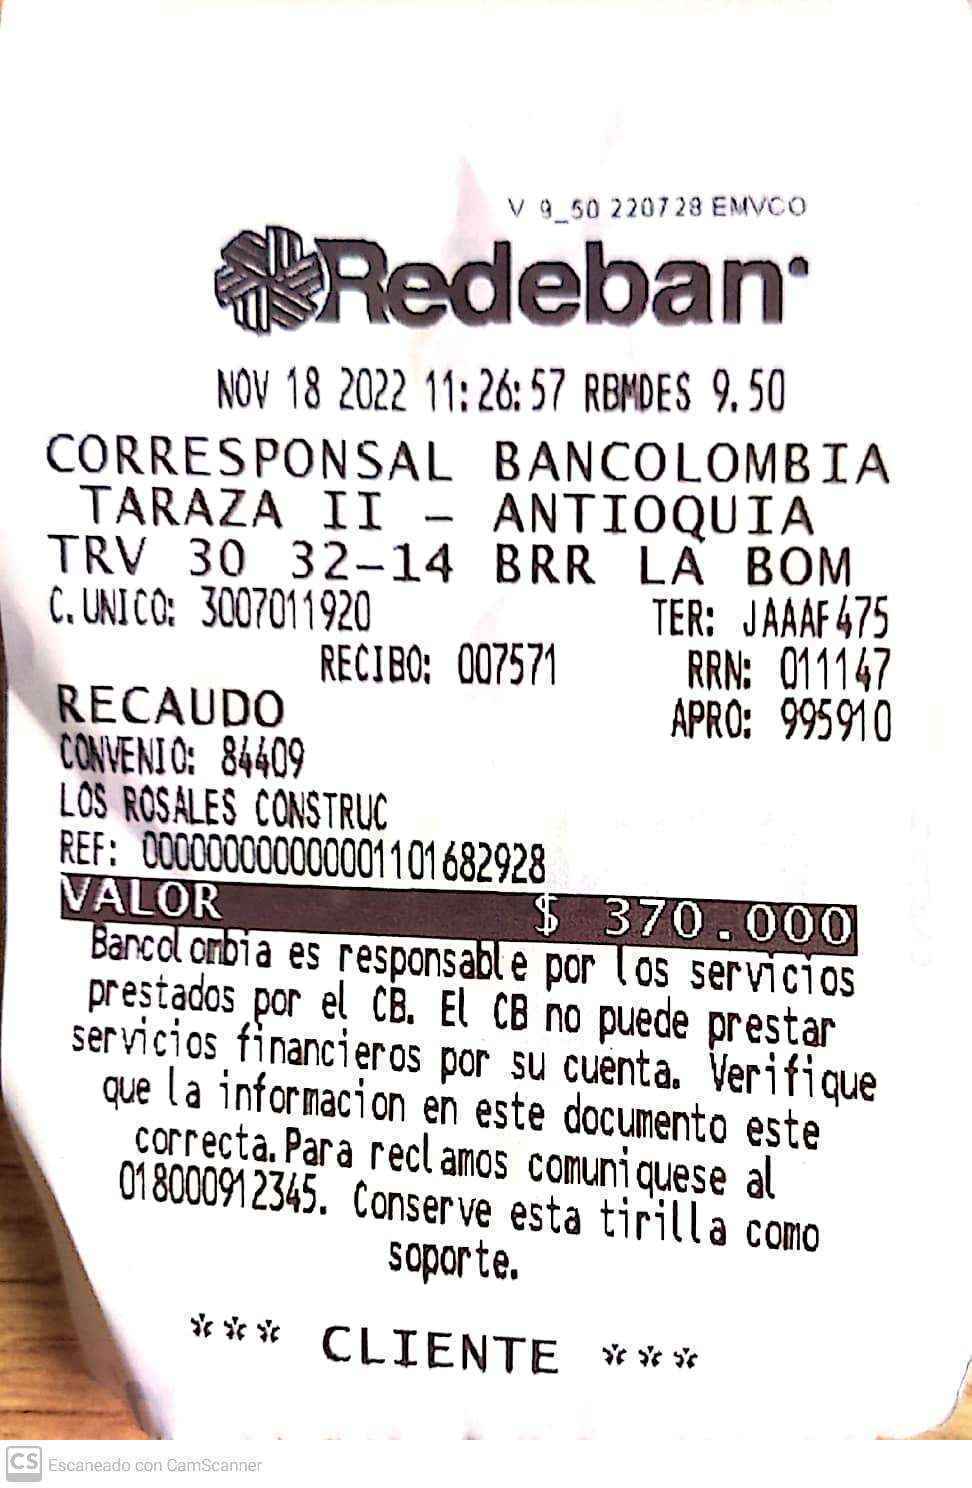 V 9_50 220728 EMVCO
Redeban
NOV 18 2022 11:26:57 RBMDES 9.50
CORRESPONSAL BANCOLOMBIA
TARAZA II - ANTIOQUIA
TRV 30 32-14 BRR LA BOM
C.UNICO: 3007011920 TER: JAAAF475
RECIBO: 007571 RRN: 011147
RECAUDO APRO: 995910
CONVENIO: 84409
LOS ROSALES CONSTRUC
REF: 00000000000001101682928
VALOR $ 370.000
Bancolombia es responsable por los servicios
prestados por el CB. El CB no puede prestar
servicios financieros por su cuenta. Verifique
que la informacion en este documento este
correcta.Para reclamos comuniquese al
018000912345. Conserve esta tirilla como
soporte.
*** CLIENTE ***
CS Escaneado con CamScanner